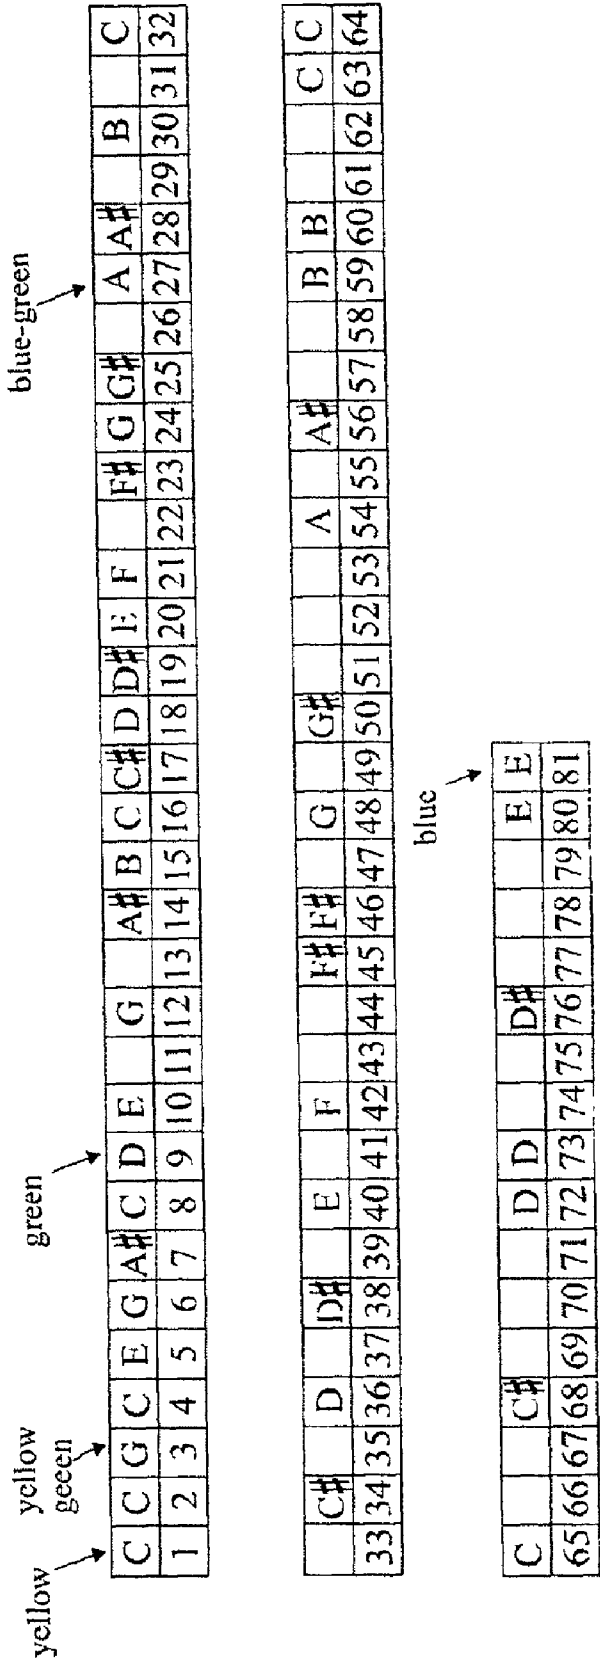 yellow
yellow
geeen
green
blue-green
C C G C E G A# C D E G A# B C C# D D# E F F# G G# A A# B C
1 2 3 4 5 6 7 8 9 10 11 12 13 14 15 16 17 18 19 20 21 22 23 24 25 26 27 28 29 30 31 32
C# D D# E F F# F# G G# A A# B B C C
33 34 35 36 37 38 39 40 41 42 43 44 45 46 47 48 49 50 51 52 53 54 55 56 57 58 59 60 61 62 63 64
blue
C C# D D D# E E
65 66 67 68 69 70 71 72 73 74 75 76 77 78 79 80 81